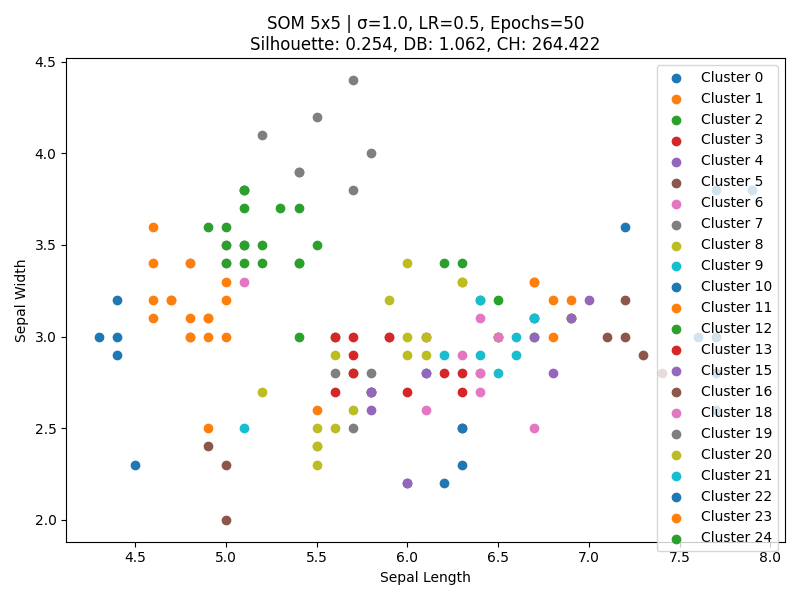 SOM 5x5 | σ=1.0, LR=0.5, Epochs=50
Silhouette: 0.254, DB: 1.062, CH: 264.422
4.5
4.0
3.5
3.0
2.5
2.0
Sepal Width
4.5
5.0
5.5
6.0
6.5
7.0
7.5
8.0
Sepal Length
Cluster 0
Cluster 1
Cluster 2
Cluster 3
Cluster 4
Cluster 5
Cluster 6
Cluster 7
Cluster 8
Cluster 9
Cluster 10
Cluster 11
Cluster 12
Cluster 13
Cluster 15
Cluster 16
Cluster 18
Cluster 19
Cluster 20
Cluster 21
Cluster 22
Cluster 23
Cluster 24